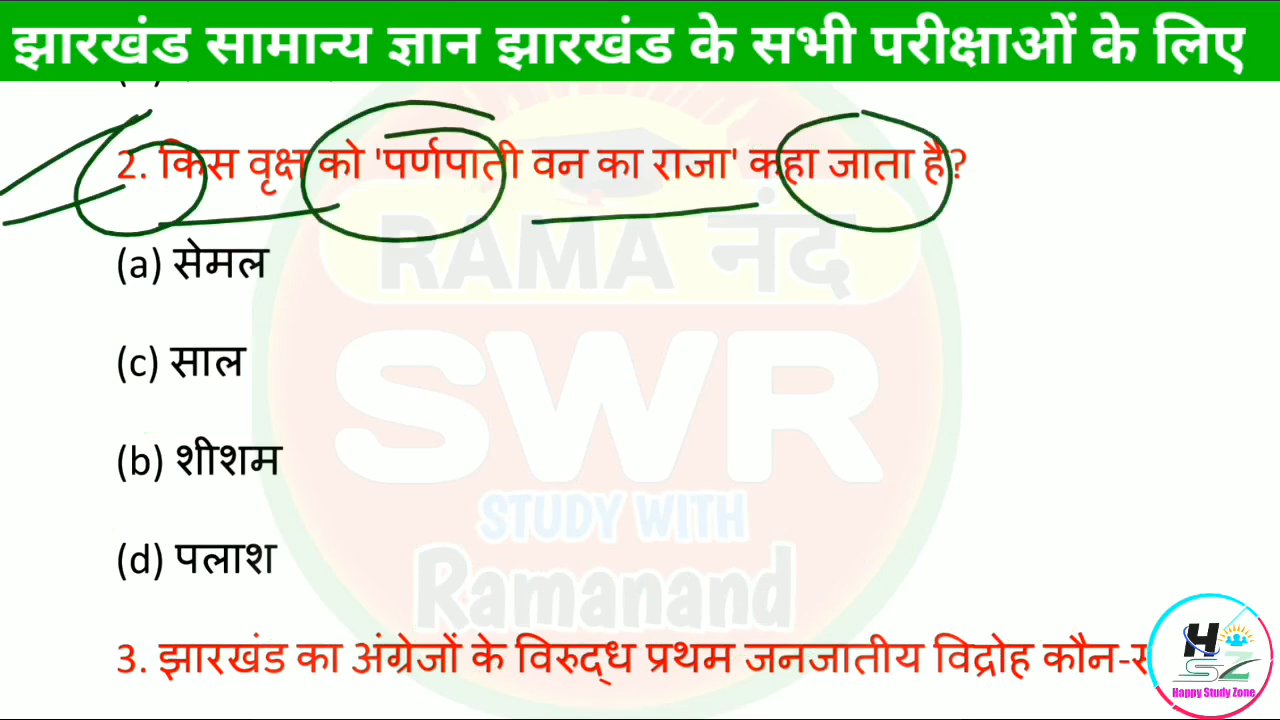 झारखंड सामान्य ज्ञान झारखंड के सभी परीक्षाओं के लिए
2. किस वृक्ष को 'पर्णपाती वन का राजा' कहा जाता है?
(a) सेमल
(c) साल
(b) शीशम
(d) पलाश
3. झारखंड का अंग्रेजों के विरुद्ध प्रथम जनजातीय विद्रोह कौन-
RAMA नंद
SWR
STUDY WITH
Ramanand
HSZ
Happy Study Zone